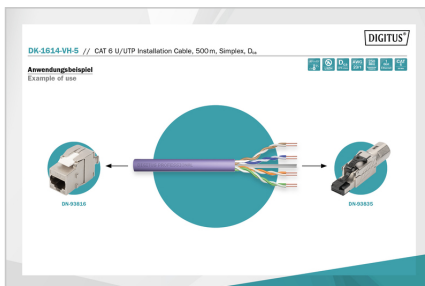 DIGITUS®
DK-1614-VH-5 // CAT 6 U/UTP Installation Cable, 500 m, Simplex, Dca
Anwendungsbeispiel
Example of use
DN-93616
DN-93835